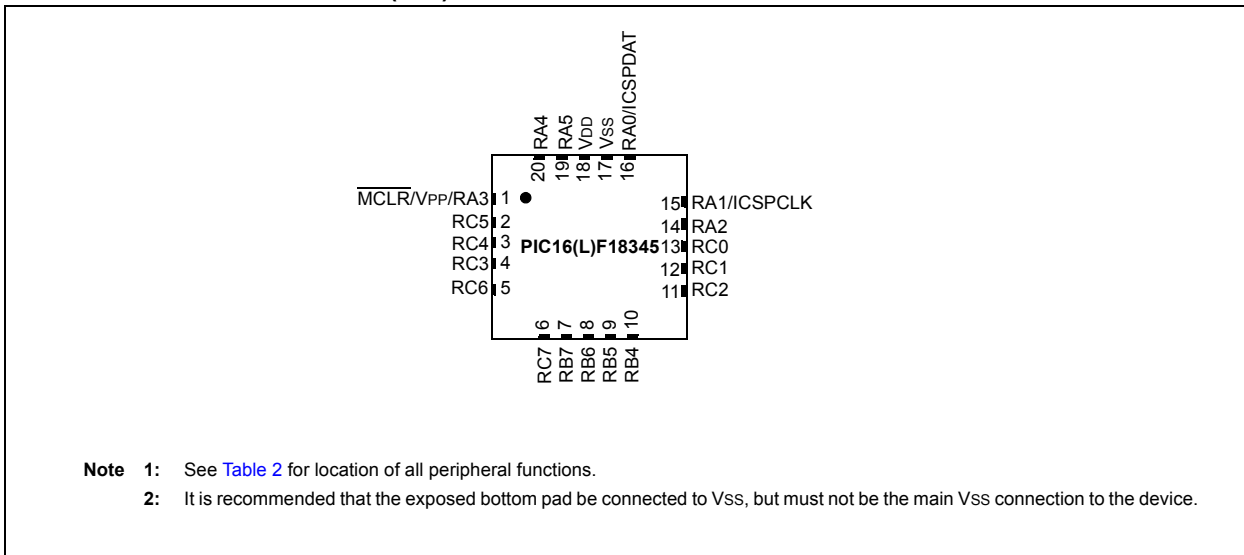 20 RA4
19 RA5
18 VDD
17 VSS
16 RA0/ICSPDAT
MCLR/VPP/RA3 1
RC5 2
RC4 3
RC3 4
RC6 5
PIC16(L)F18345
15 RA1/ICSPCLK
14 RA2
13 RC0
12 RC1
11 RC2
RC7 6
RB7 7
RB6 8
RB5 9
RB4 10
Note 1: See Table 2 for location of all peripheral functions.
2: It is recommended that the exposed bottom pad be connected to VSS, but must not be the main VSS connection to the device.